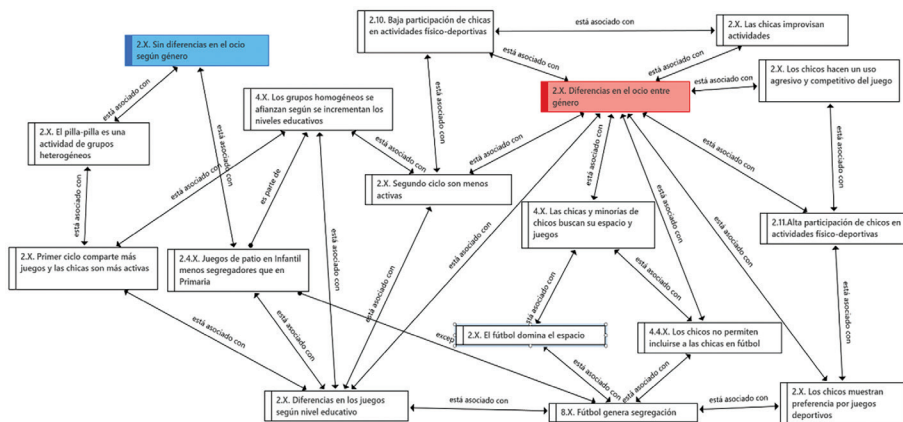 2.10. Baja participación de chicas
en actividades físico-deportivas
está asociado con
2.X. Las chicas improvisan
actividades
2.X. Sin diferencias en el ocio
según género
está asociado con
está asociado con
está asociado con
2.X. Los chicos hacen un uso
agresivo y competitivo del juego
está asociado con
4.X. Los grupos homogéneos se
afianzan según se incrementan los
niveles educativos
2.X. Diferencias en el ocio entre
género
está asociado con
está asociado con
2.X. El pilla-pilla es una
actividad de grupos
heterogéneos
está asociado con
está asociado con
está asociado con
está asociado con
está asociado con
está asociado con
es parte de
2.X. Segundo ciclo son menos
activas
4.X. Las chicas y minorías de
chicos buscan su espacio y
juegos
está asociado con
está asociado con
2.11.Alta participación de chicos en
actividades físico-deportivas
2.X. Primer ciclo comparte más
juegos y las chicas son más activas
2.4.X. Juegos de patio en Infantil
menos segregadores que en
Primaria
está asociado con
está asociado con
está asociado con
está asociado con
está asociado con
está asociado con
está asociado con
está asociado con
está asociado con
2.X. El fútbol domina el espacio
4.4.X. Los chicos no permiten
incluirse a las chicas en fútbol
está asociado con
está asociado con
2.X. Diferencias en los juegos
según nivel educativo
está asociado con
8.X. Fútbol genera segregación
está asociado con
2.X. Los chicos muestran
preferencia por juegos
deportivos